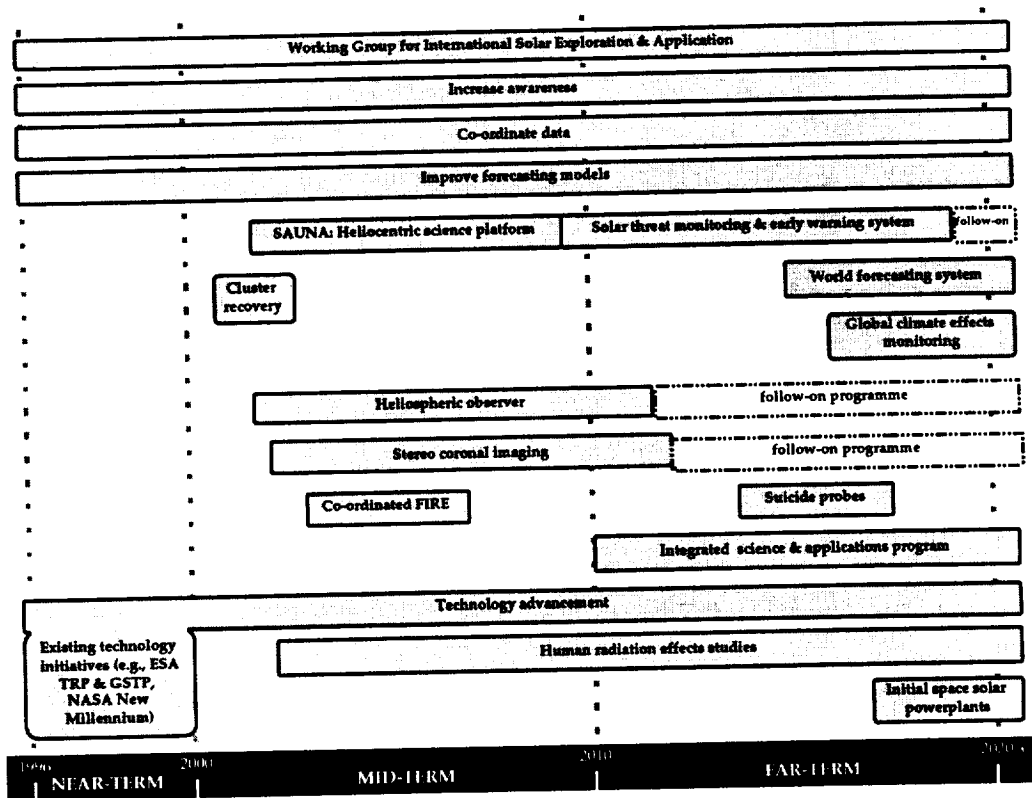 Working Group for International Solar Exploration & Application
Increase awareness
Co-ordinate data
Improve forecasting models
SAUNA: Heliocentric science platform
Solar threat monitoring & early warning system
follow-on
Cluster
recovery
World forecasting system
Global climate effects
monitoring
Heliospheric observer
follow-on programme
Stereo coronal imaging
follow-on programme
Co-ordinated FIRE
Suicide probes
Integrated science & applications program
Technology advancement
Existing technology
initiatives (e.g., ESA
TRP & GSTP,
NASA New
Millennium)
Human radiation effects studies
Initial space solar
powerplants
1996
2000
2010
2020's
NEAR-TERM
MID-TERM
FAR-TERM